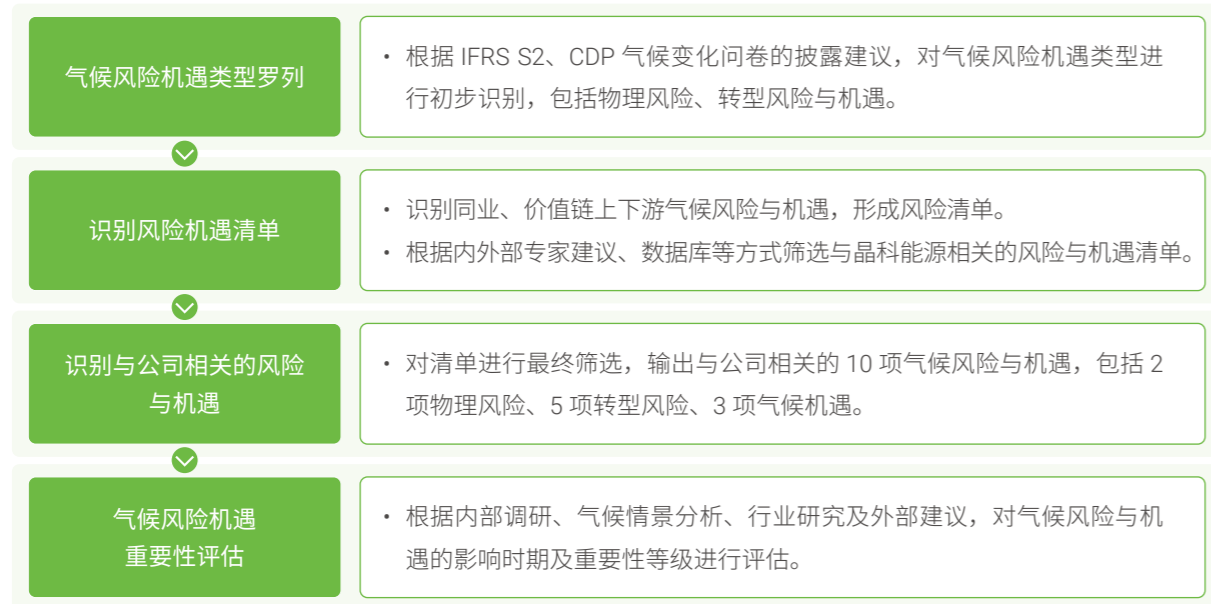 气候风险机遇类型罗列
· 根据 IFRS S2、CDP 气候变化问卷的披露建议，对气候风险机遇类型进
行初步识别，包括物理风险、转型风险与机遇。
识别风险机遇清单
· 识别同业、价值链上下游气候风险与机遇，形成风险清单。
· 根据内外部专家建议、数据库等方式筛选与晶科能源相关的风险与机遇清单。
识别与公司相关的风险
与机遇
· 对清单进行最终筛选，输出与公司相关的 10 项气候风险与机遇，包括 2
项物理风险、5 项转型风险、3 项气候机遇。
气候风险机遇
重要性评估
· 根据内部调研、气候情景分析、行业研究及外部建议，对气候风险与机
遇的影响时期及重要性等级进行评估。